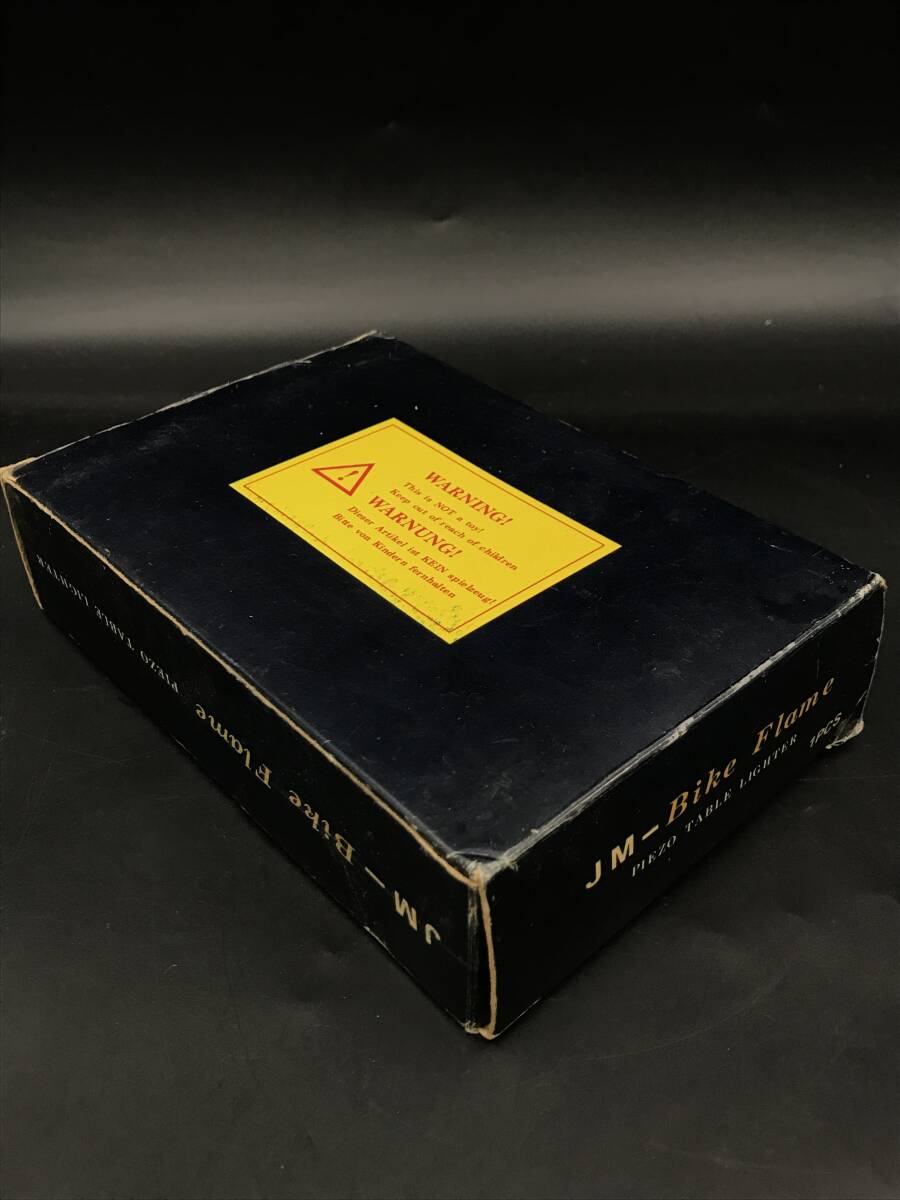 WARNING!
This is NOT a toy!
Keep out of reach of children
WARNUNG!
Dieser Artikel ist KEIN spielzeug!
Bitte von Kindern fernhalten
JM-Bike Flame
PIEZO TABLE LIGHTER
1PCS
JM-Bike Flame
PIEZO TABLE LIGHTER